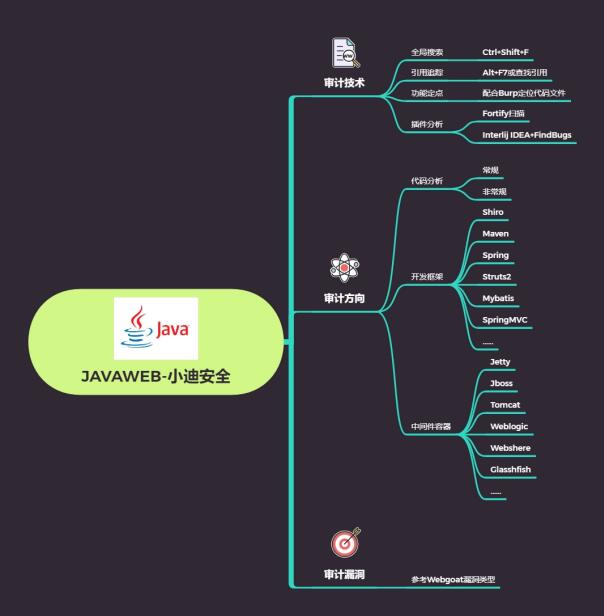 审计技术
全局搜索
Ctrl+Shift+F
引用追踪
Alt+F7或查找引用
功能定点
配合Burp定位代码文件
插件分析
Fortify扫描
Interlij IDEA+FindBugs
审计方向
代码分析
常规
非常规
开发框架
Shiro
Maven
Spring
Struts2
Mybatis
SpringMVC
......
中间件容器
Jetty
Jboss
Tomcat
Weblogic
Webshere
Glasshfish
......
审计漏洞
参考Webgoat漏洞类型
Java
JAVAWEB-小迪安全